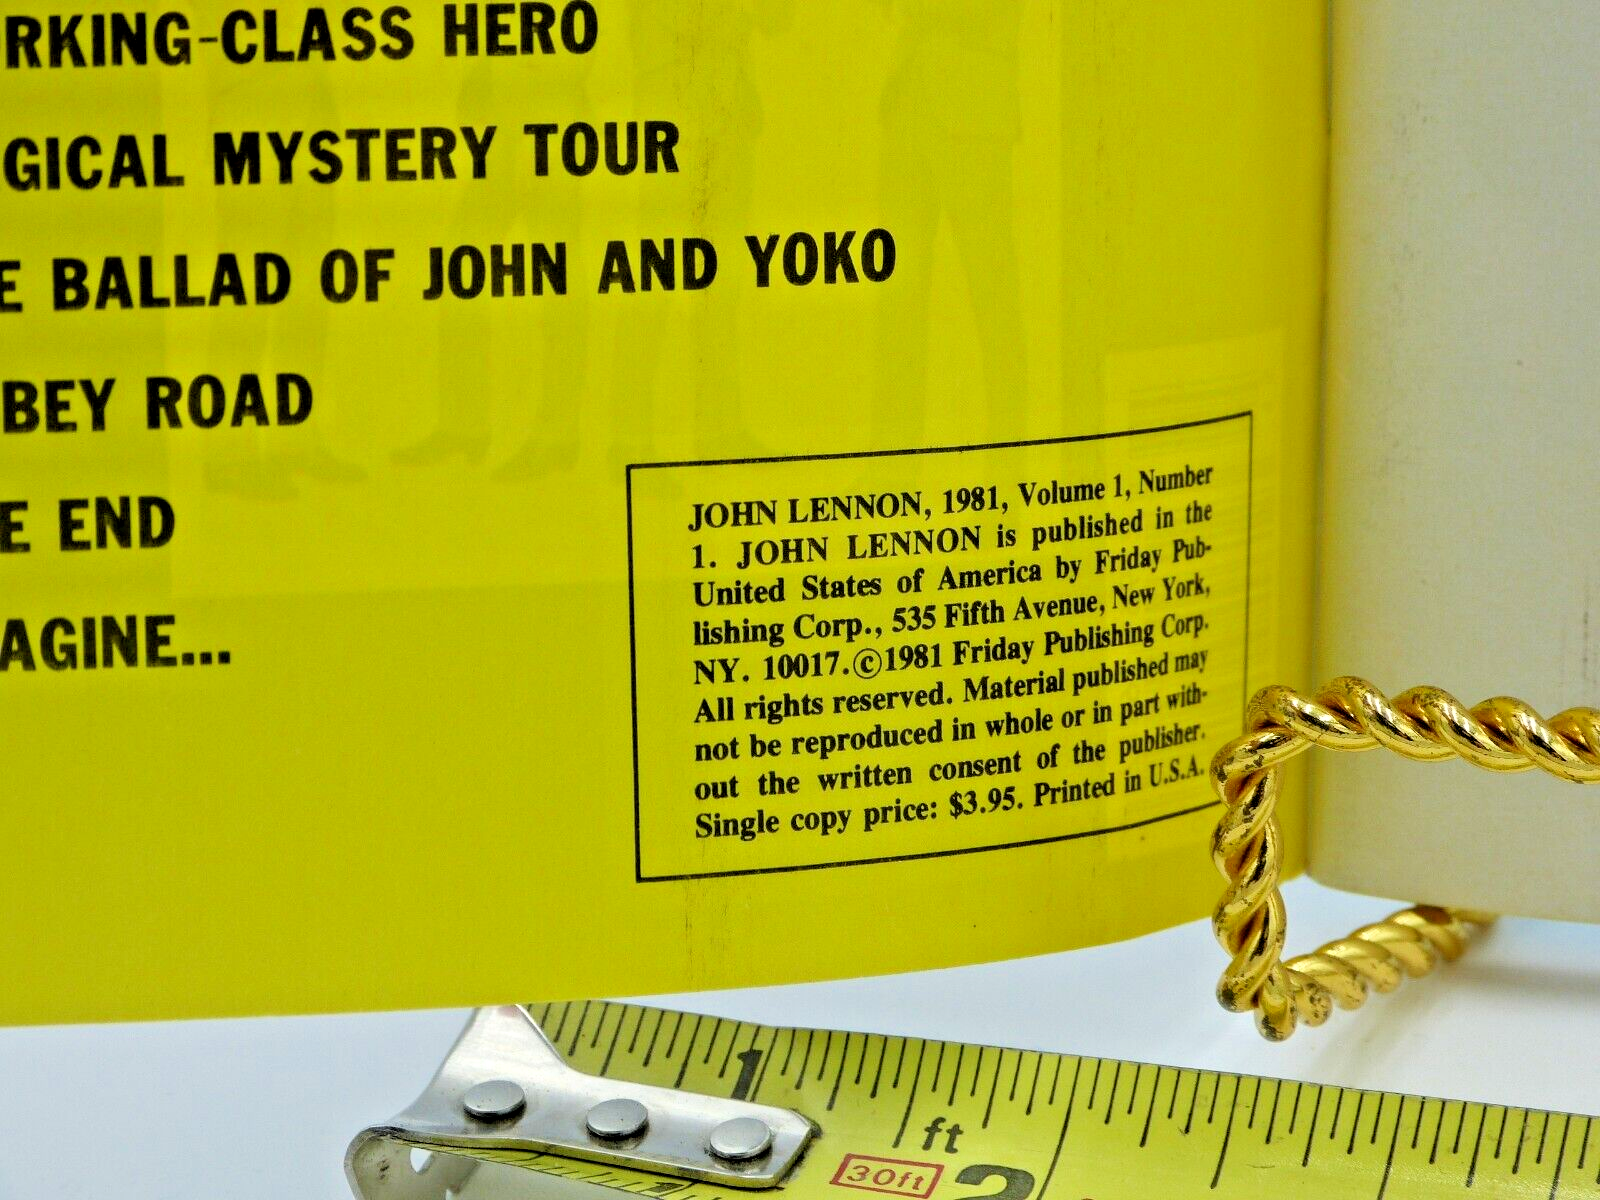 RKING-CLASS HERO
GICAL MYSTERY TOUR
E BALLAD OF JOHN AND YOKO
BEY ROAD
E END
AGINE...
JOHN LENNON, 1981, Volume 1, Number
1. JOHN LENNON is published in the
United States of America by Friday Pub-
lishing Corp., 535 Fifth Avenue, New York,
NY. 10017.©1981 Friday Publishing Corp.
All rights reserved. Material published may
not be reproduced in whole or in part with-
out the written consent of the publisher.
Single copy price: $3.95. Printed in U.S.A.
1
ft
30ft
2
1